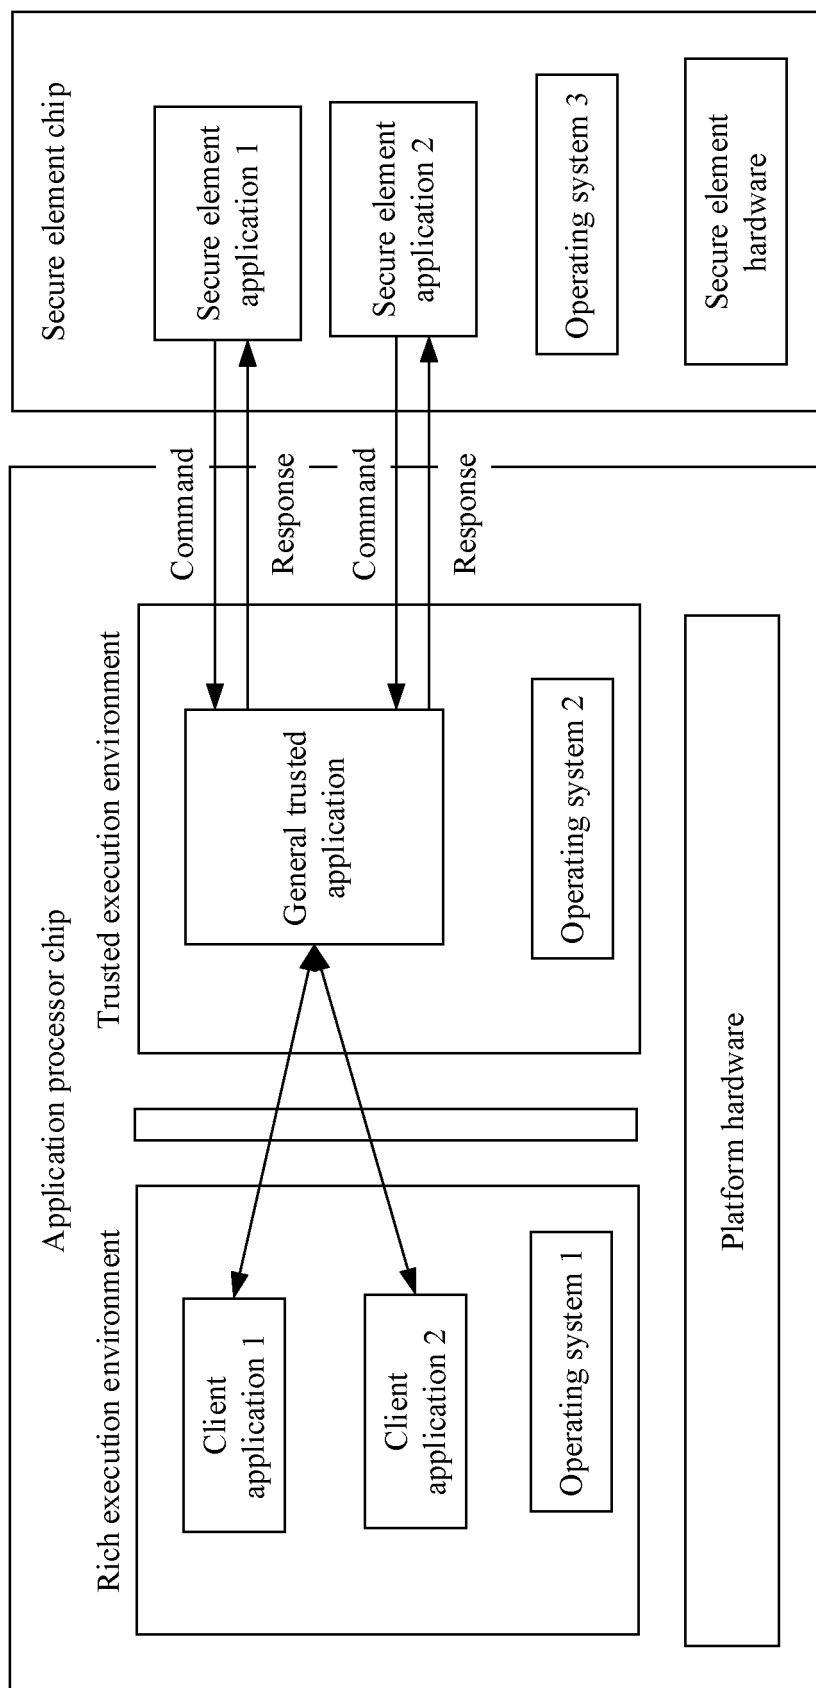 Application processor chip
Rich execution environment
Client
application 1
Client
application 2
Operating system 1
Trusted execution environment
General trusted
application
Operating system 2
Platform hardware
Command
Response
Command
Response
Secure element chip
Secure element
application 1
Secure element
application 2
Operating system 3
Secure element
hardware